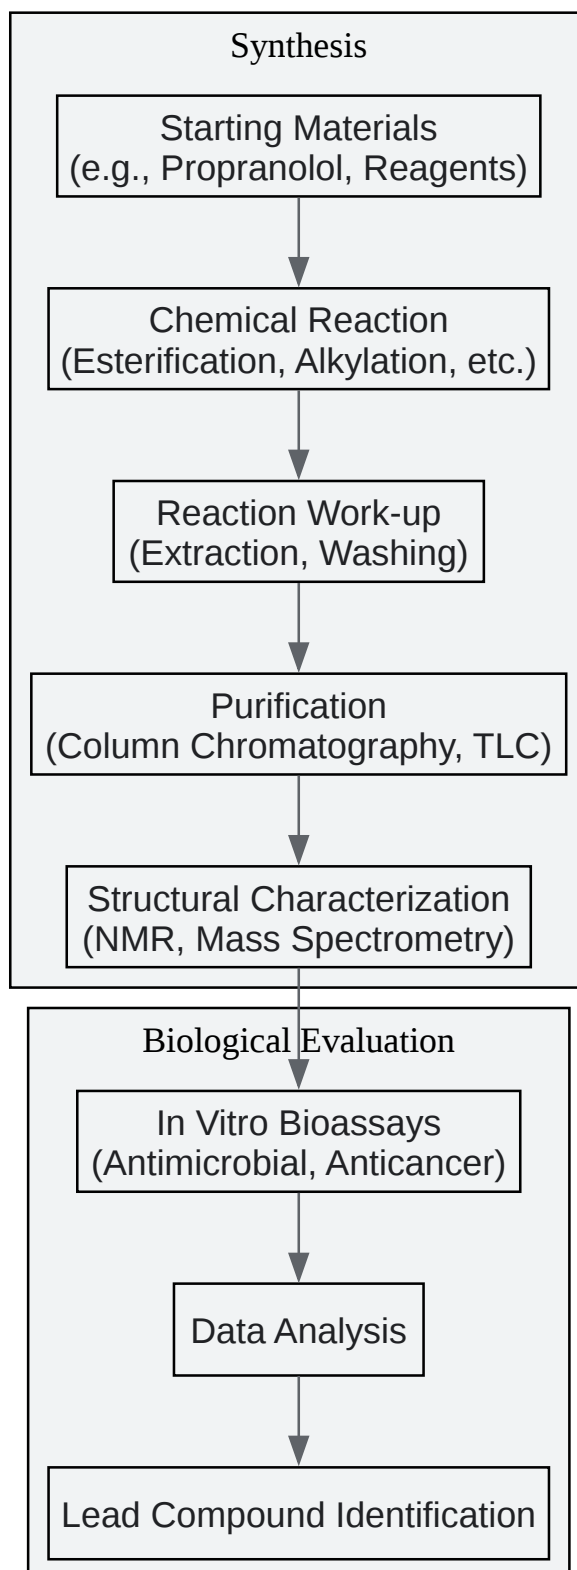 Synthesis
Starting Materials
(e.g., Propranolol, Reagents)
Chemical Reaction
(Esterification, Alkylation, etc.)
Reaction Work-up
(Extraction, Washing)
Purification
(Column Chromatography, TLC)
Structural Characterization
(NMR, Mass Spectrometry)
Biological Evaluation
In Vitro Bioassays
(Antimicrobial, Anticancer)
Data Analysis
Lead Compound Identification